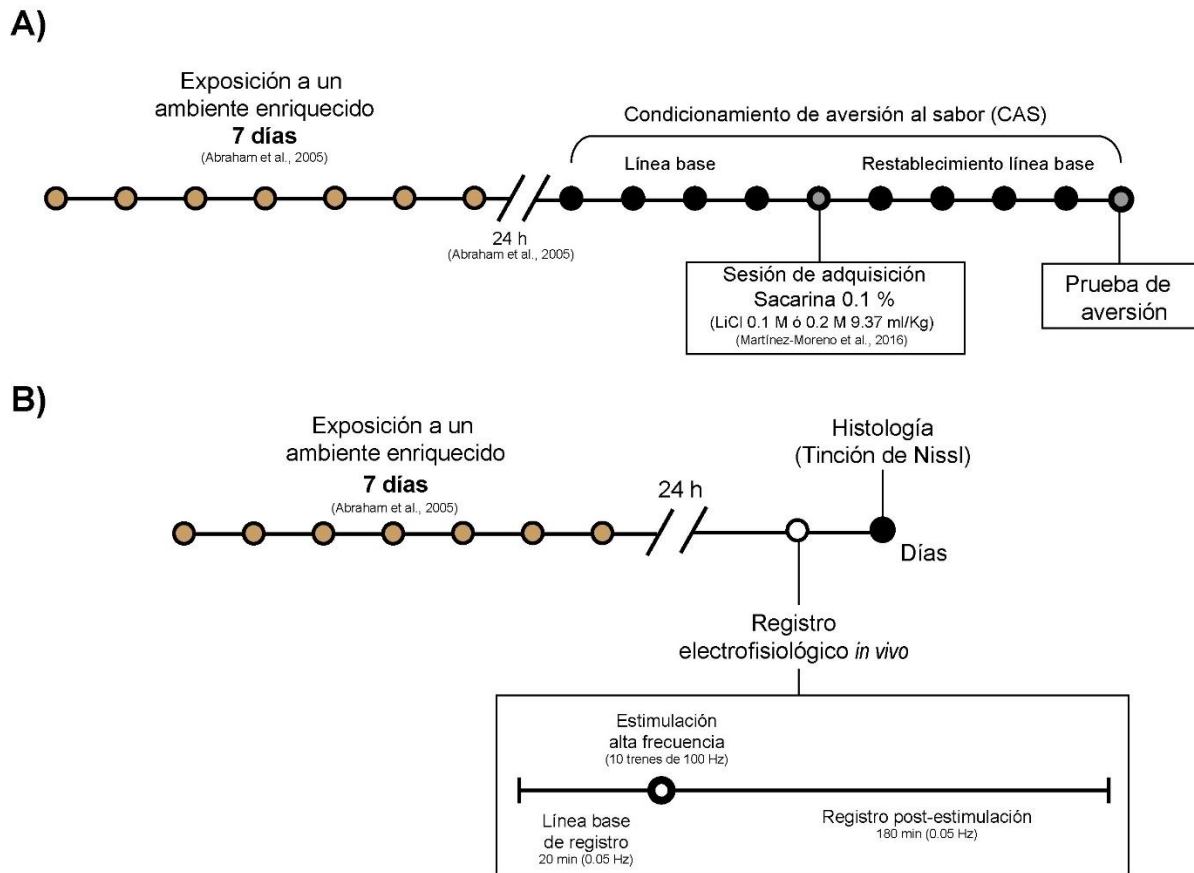 A)
Exposición a un
ambiente enriquecido
7 días
(Abraham et al., 2005)
24 h
(Abraham et al., 2005)
Condicionamiento de aversión al sabor (CAS)
Línea base
Restablecimiento línea base
Sesión de adquisición
Sacarina 0.1 %
(LiCl 0.1 M ó 0.2 M 9.37 ml/Kg)
(Martínez-Moreno et al., 2016)
Prueba de
aversión
B)
Exposición a un
ambiente enriquecido
7 días
(Abraham et al., 2005)
24 h
Histología
(Tinción de Nissl)
Días
Registro
electrofisiológico in vivo
Estimulación
alta frecuencia
(10 trenes de 100 Hz)
Línea base
de registro
20 min (0.05 Hz)
Registro post-estimulación
180 min (0.05 Hz)